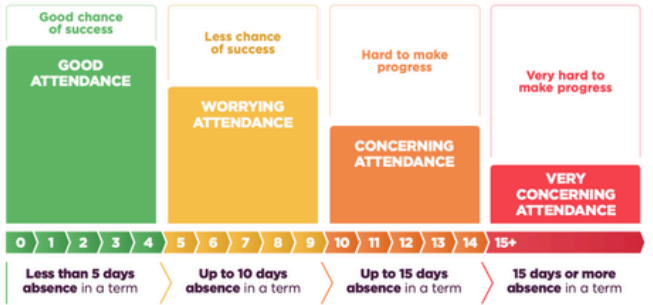 Good chance
of success
GOOD
ATTENDANCE
Less chance
of success
WORRYING
ATTENDANCE
Hard to make
progress
CONCERNING
ATTENDANCE
Very hard to
make progress
VERY
CONCERNING
ATTENDANCE
0 1 2 3 4 5 6 7 8 9 10 11 12 13 14 15+
Less than 5 days
absence in a term
Up to 10 days
absence in a term
Up to 15 days
absence in a term
15 days or more
absence in a term